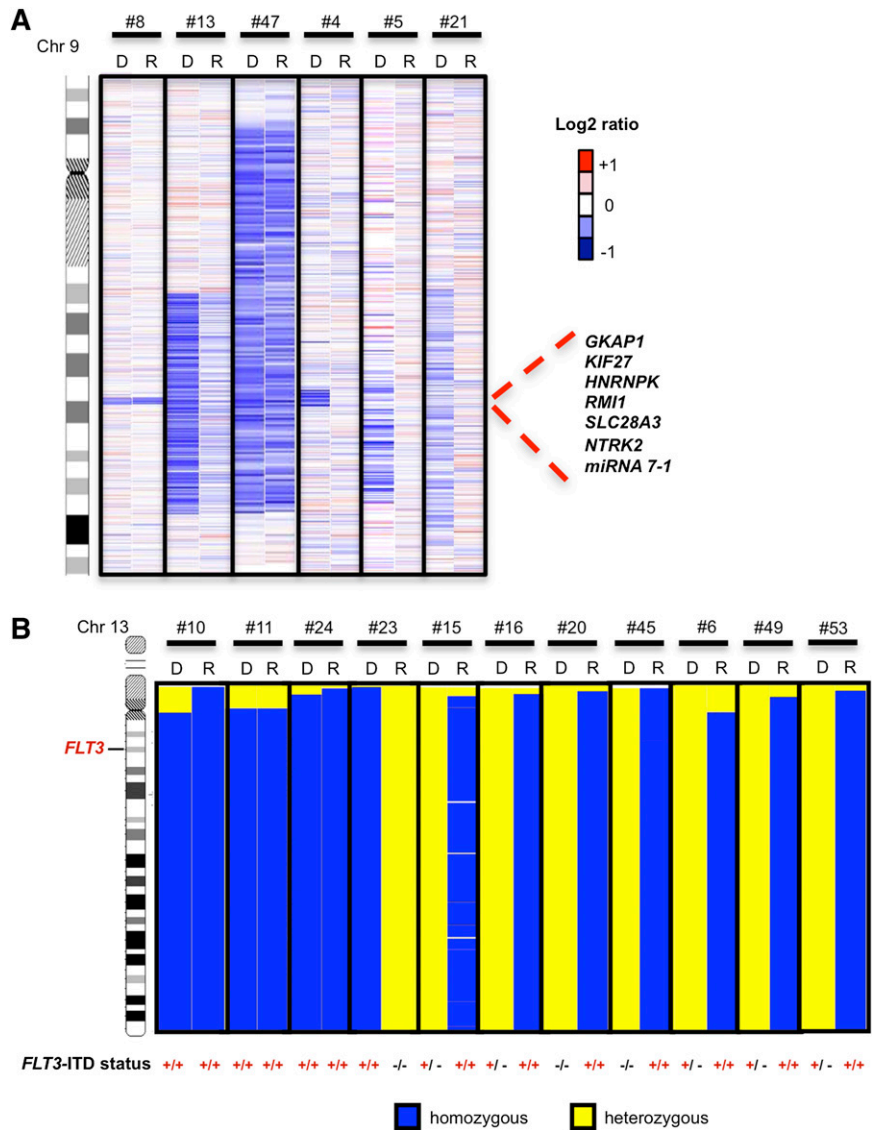 A
Chr 9
#8 #13 #47 #4 #5 #21
D R D R D R D R D R D R
Log2 ratio
+1
0
-1
GKAP1
KIF27
HNRNPK
RMI1
SLC28A3
NTRK2
miRNA 7-1
B
Chr 13
#10 #11 #24 #23 #15 #16 #20 #45 #6 #49 #53
D R D R D R D R D R D R D R D R D R D R D R
FLT3
FLT3-ITD status +/+ +/+ +/+ +/+ +/+ +/+ +/+ -/- +/- +/+ +/- +/+ -/- +/+ -/- +/+ +/- +/+ +/- +/+ +/- +/+
homozygous heterozygous